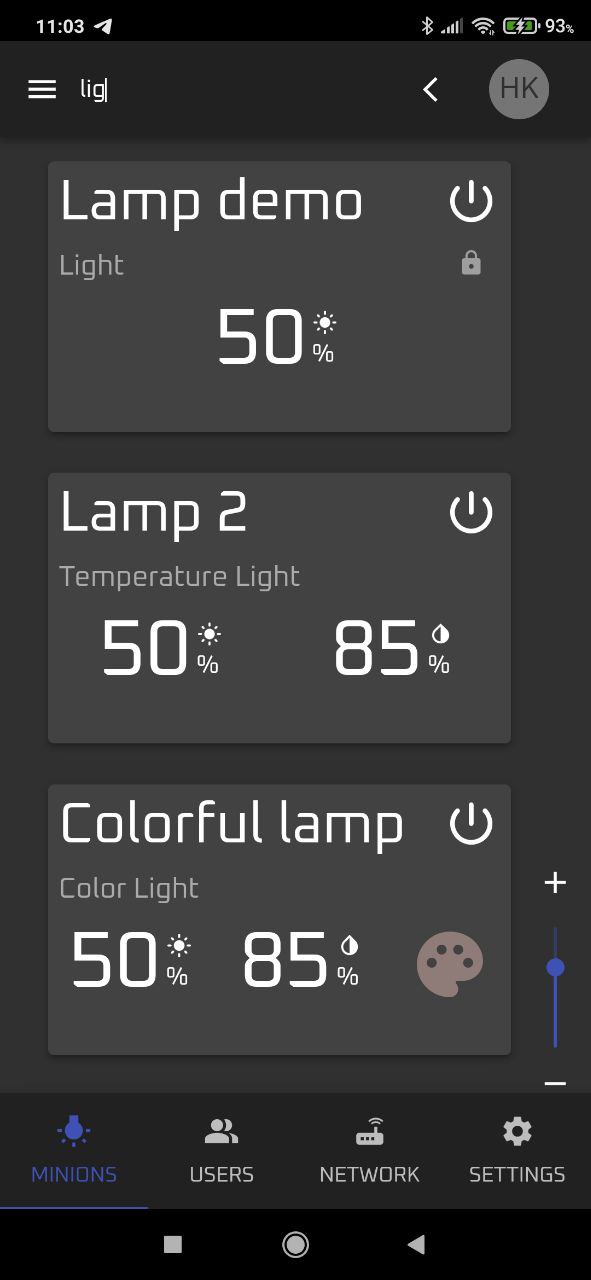 11:03 93%
lig HK
Lamp demo
Light
50 %
Lamp 2
Temperature Light
50 % 85 %
Colorful lamp
Color Light
50 % 85 %
+
−
MINIONS USERS NETWORK SETTINGS